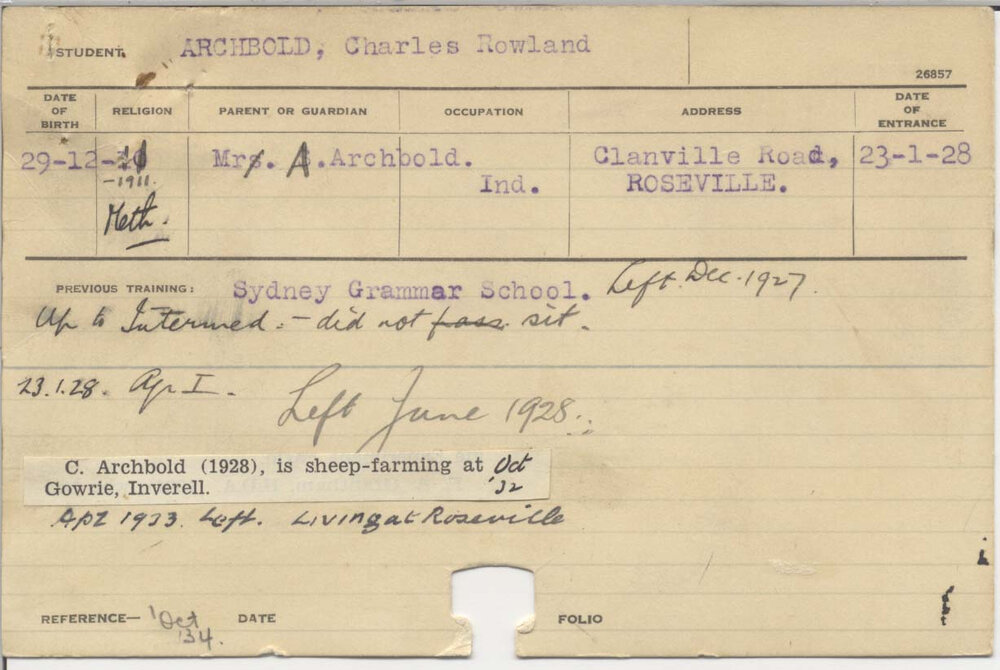 STUDENT. ARCHBOLD, Charles Rowland
26857
DATE OF BIRTH RELIGION PARENT OR GUARDIAN OCCUPATION ADDRESS DATE OF ENTRANCE
29-12- Mrs. A.Archbold. Clanville Road, 23-1-28
-1911. Ind. ROSEVILLE.
Meth.
PREVIOUS TRAINING: Sydney Grammar School. Left. Dec. 1927.
Up to Intermed. - did not pass sit.
23.1.28. Agr I.
Left June 1928.
C. Archbold (1928), is sheep-farming at Oct
Gowrie, Inverell. '32
Apl 1933 Left. Living at Roseville
REFERENCE— 'Oct DATE FOLIO
'34.